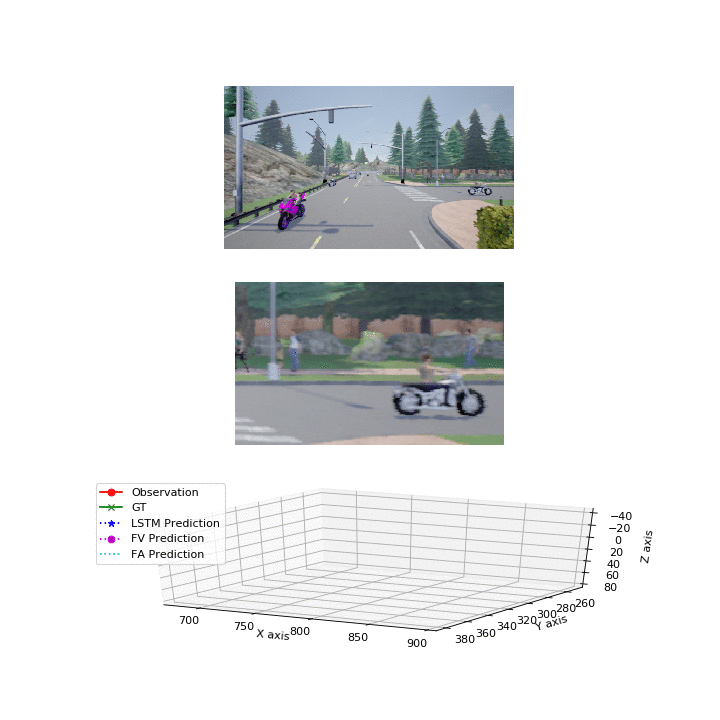 Observation
GT
LSTM Prediction
FV Prediction
FA Prediction
−40
−20
0
20
40
60
80
Z axis
700
750
800
850
900
X axis
380
360
340
320
300
280
260
Y axis